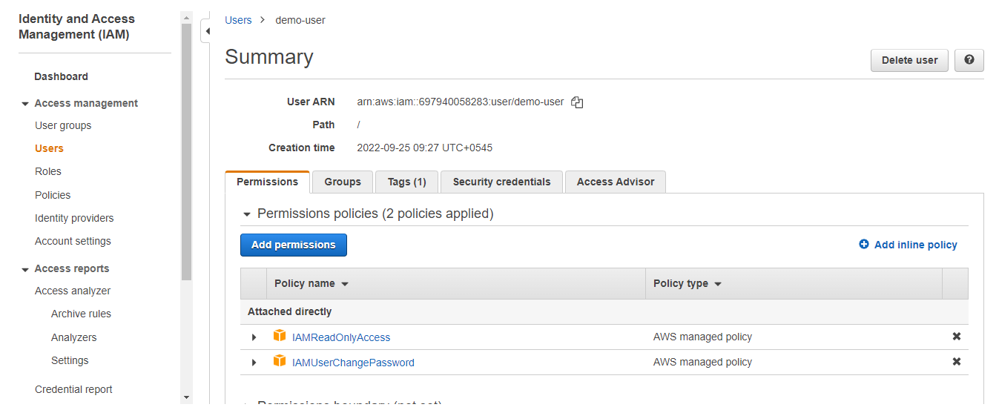 Identity and Access
Management (IAM)
Dashboard
Access management
User groups
Users
Roles
Policies
Identity providers
Account settings
Access reports
Access analyzer
Archive rules
Analyzers
Settings
Credential report
Users > demo-user
Summary
Delete user
User ARN arn:aws:iam::697940058283:user/demo-user
Path /
Creation time 2022-09-25 09:27 UTC+0545
Permissions Groups Tags (1) Security credentials Access Advisor
Permissions policies (2 policies applied)
Add permissions Add inline policy
Policy name Policy type
Attached directly
IAMReadOnlyAccess AWS managed policy
IAMUserChangePassword AWS managed policy
Permissions boundary (not set)